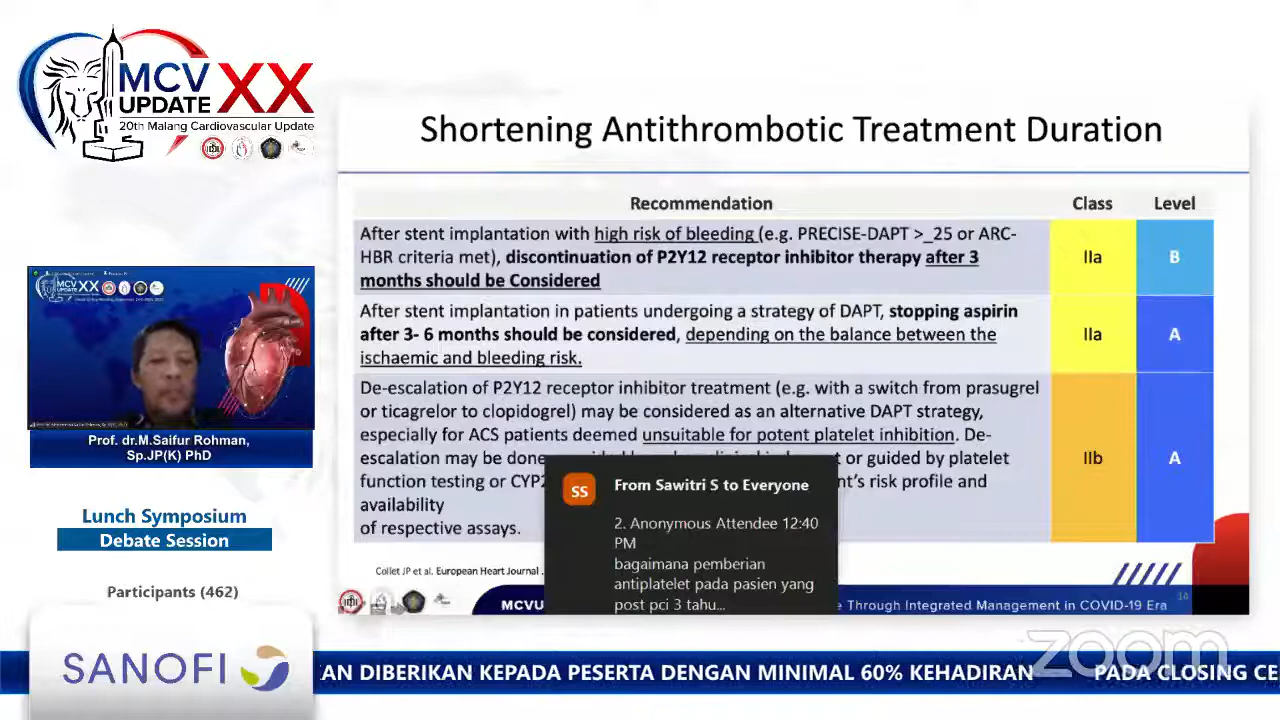 MCV
UPDATE
XX
20th Malang Cardiovascular Update
Shortening Antithrombotic Treatment Duration
Recommendation Class Level
After stent implantation with high risk of bleeding (e.g. PRECISE-DAPT >_25 or ARC-
HBR criteria met), discontinuation of P2Y12 receptor inhibitor therapy after 3
months should be Considered
IIa B
After stent implantation in patients undergoing a strategy of DAPT, stopping aspirin
after 3- 6 months should be considered, depending on the balance between the
ischaemic and bleeding risk.
IIa A
De-escalation of P2Y12 receptor inhibitor treatment (e.g. with a switch from prasugrel
or ticagrelor to clopidogrel) may be considered as an alternative DAPT strategy,
especially for ACS patients deemed unsuitable for potent platelet inhibition. De-
escalation may be done or guided by platelet
function testing or CYP2 nt's risk profile and
availability
of respective assays.
IIb A
Collet JP et al. European Heart Journal .
MCVU e Through Integrated Management in COVID-19 Era
14
SS
From Sawitri S to Everyone
2. Anonymous Attendee 12:40
PM
bagaimana pemberian
antiplatelet pada pasien yang
post pci 3 tahu...
MCV XX
UPDATE
Prof. dr.M.Saifur Rohman,
Sp.JP(K) PhD
Lunch Symposium
Debate Session
Participants (462)
SANOFI
zoom
AN DIBERIKAN KEPADA PESERTA DENGAN MINIMAL 60% KEHADIRAN PADA CLOSING CE